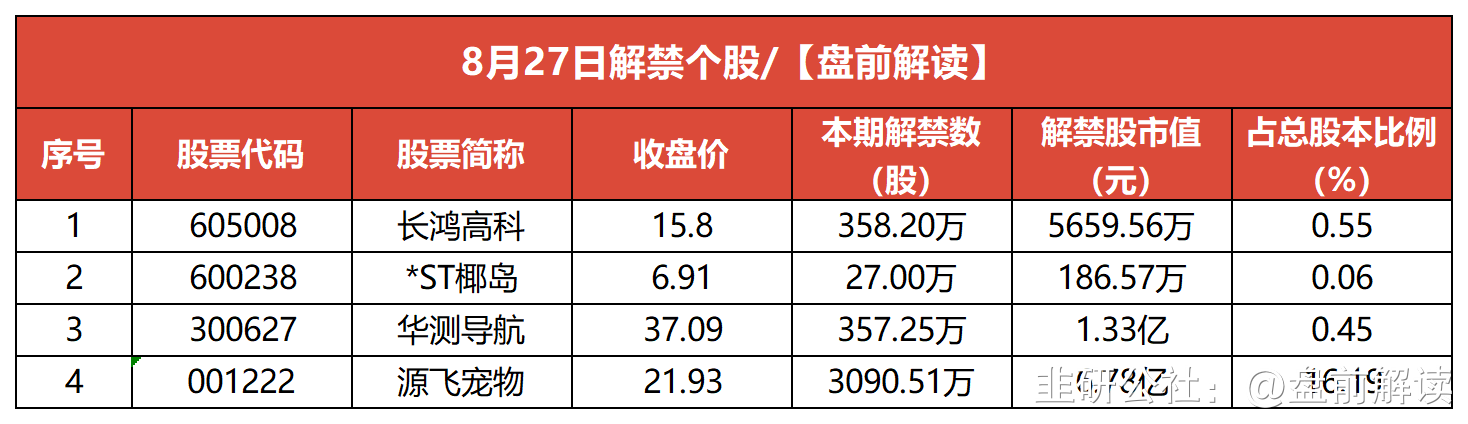 8月27日解禁个股/【盘前解读】
序号 股票代码 股票简称 收盘价 本期解禁数（股） 解禁股市值（元） 占总股本比例（%）
1 605008 长鸿高科 15.8 358.20万 5659.56万 0.55
2 600238 *ST椰岛 6.91 27.00万 186.57万 0.06
3 300627 华测导航 37.09 357.25万 1.33亿 0.45
4 001222 源飞宠物 21.93 3090.51万 6.78亿 16.19
韭研公社：@盘前解读